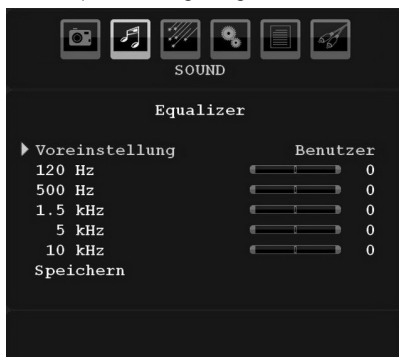 SOUND
Equalizer
Voreinstellung Benutzer
120 Hz 0
500 Hz 0
1.5 kHz 0
5 kHz 0
10 kHz 0
Speichern